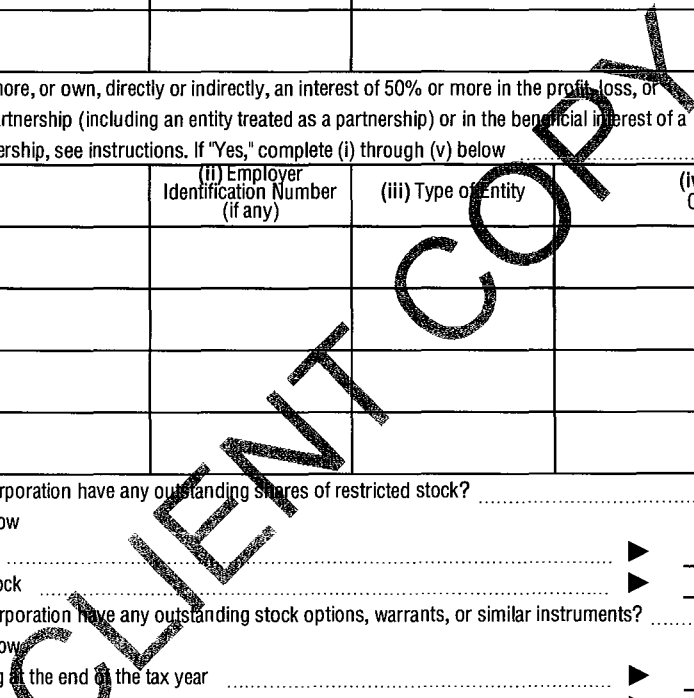 more, or own, directly or indirectly, an interest of 50% or more in the profit, loss, or
rtnership (including an entity treated as a partnership) or in the beneficial interest of a
ership, see instructions. If "Yes," complete (i) through (v) below
(ii) Employer
Identification Number
(if any)
(iii) Type of Entity
(iv
C
rporation have any outstanding shares of restricted stock?
ow
ock
rporation have any outstanding stock options, warrants, or similar instruments?
ow
g at the end of the tax year
CLIENT COPY